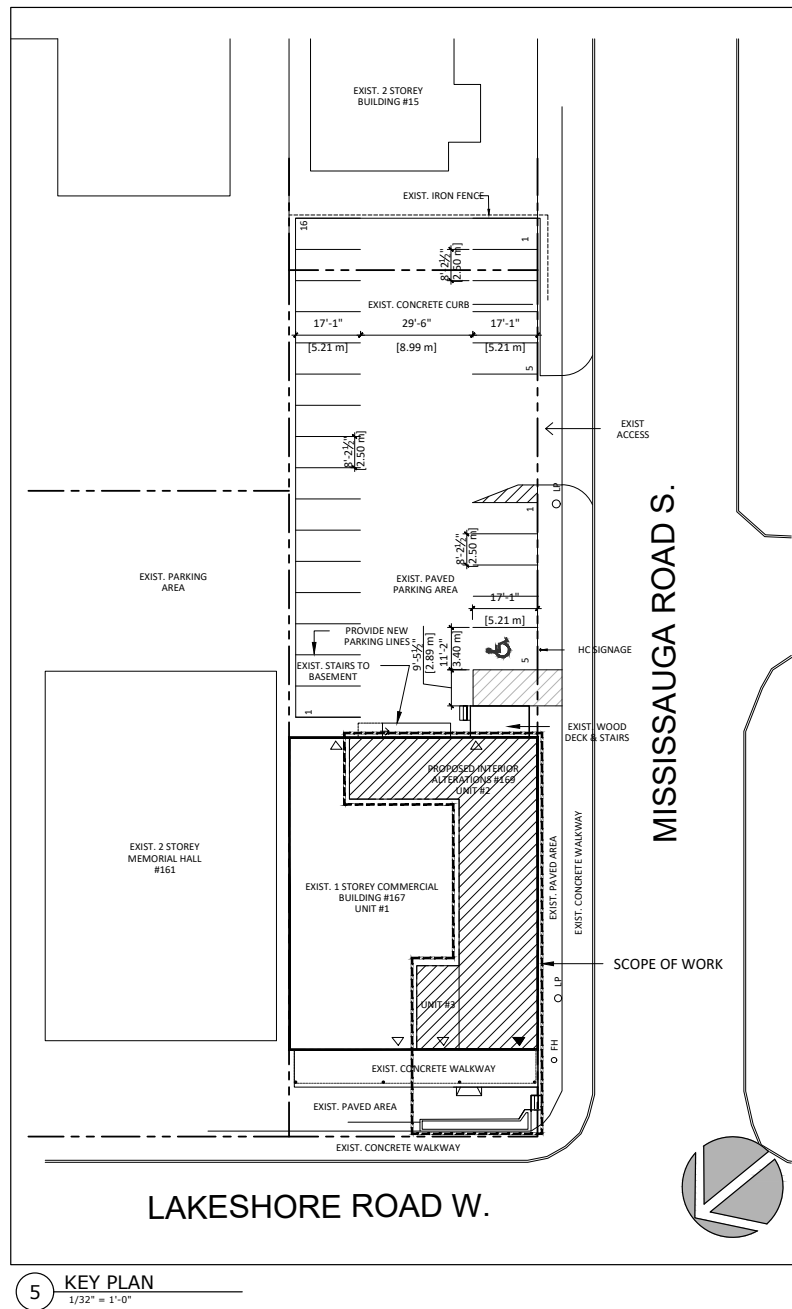 EXIST. 2 STOREY
BUILDING #15
EXIST. IRON FENCE
16
1
8'-2½"
[2.50 m]
EXIST. CONCRETE CURB
17'-1"
29'-6"
17'-1"
[5.21 m]
[8.99 m]
[5.21 m]
5
EXIST
ACCESS
8'-2½"
[2.50 m]
LP
1
8'-2½"
[2.50 m]
EXIST. PARKING
AREA
EXIST. PAVED
PARKING AREA
17'-1"
[5.21 m]
PROVIDE NEW
PARKING LINES
9'-5½"
[2.89 m]
11'-2"
3.40 m]
HC SIGNAGE
5
EXIST. STAIRS TO
BASEMENT
1
EXIST. WOOD
DECK & STAIRS
MISSISSAUGA ROAD S.
PROPOSED INTERIOR
ALTERATIONS #169
UNIT #2
EXIST. 2 STOREY
MEMORIAL HALL
#161
EXIST. 1 STOREY COMMERCIAL
BUILDING #167
UNIT #1
EXIST. PAVED AREA
EXIST. CONCRETE WALKWAY
SCOPE OF WORK
LP
UNIT #3
FH
EXIST. CONCRETE WALKWAY
EXIST. PAVED AREA
EXIST. CONCRETE WALKWAY
LAKESHORE ROAD W.
5
KEY PLAN
1/32" = 1'-0"